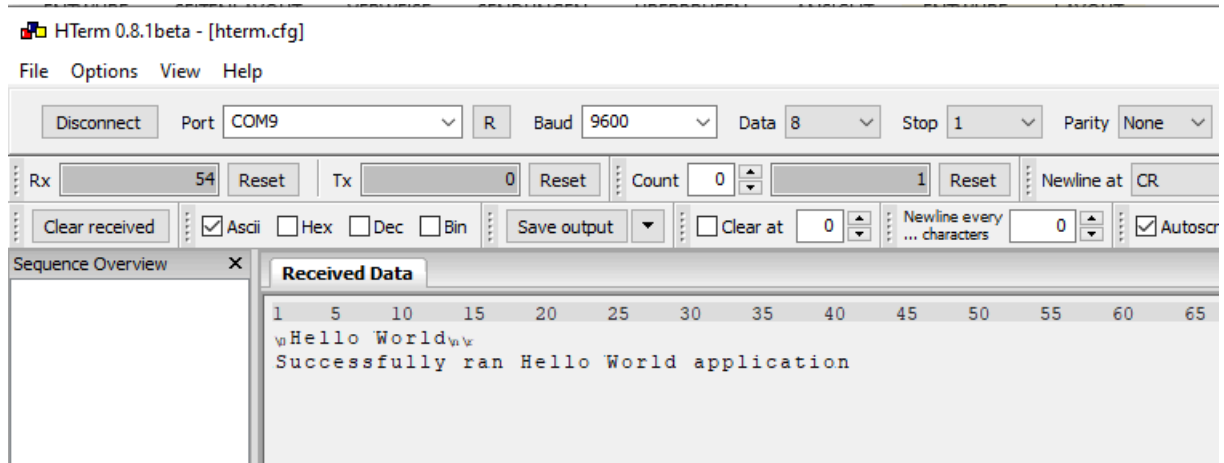 HTerm 0.8.1beta - [hterm.cfg]
File Options View Help
Disconnect Port COM9 R Baud 9600 Data 8 Stop 1 Parity None
Rx 54 Reset Tx 0 Reset Count 0 1 Reset Newline at CR
Clear received Ascii Hex Dec Bin Save output Clear at 0 Newline every ... characters 0 Autoscr
Sequence Overview X Received Data
1 5 10 15 20 25 30 35 40 45 50 55 60 65
\nHello World\n\r
Successfully ran Hello World application